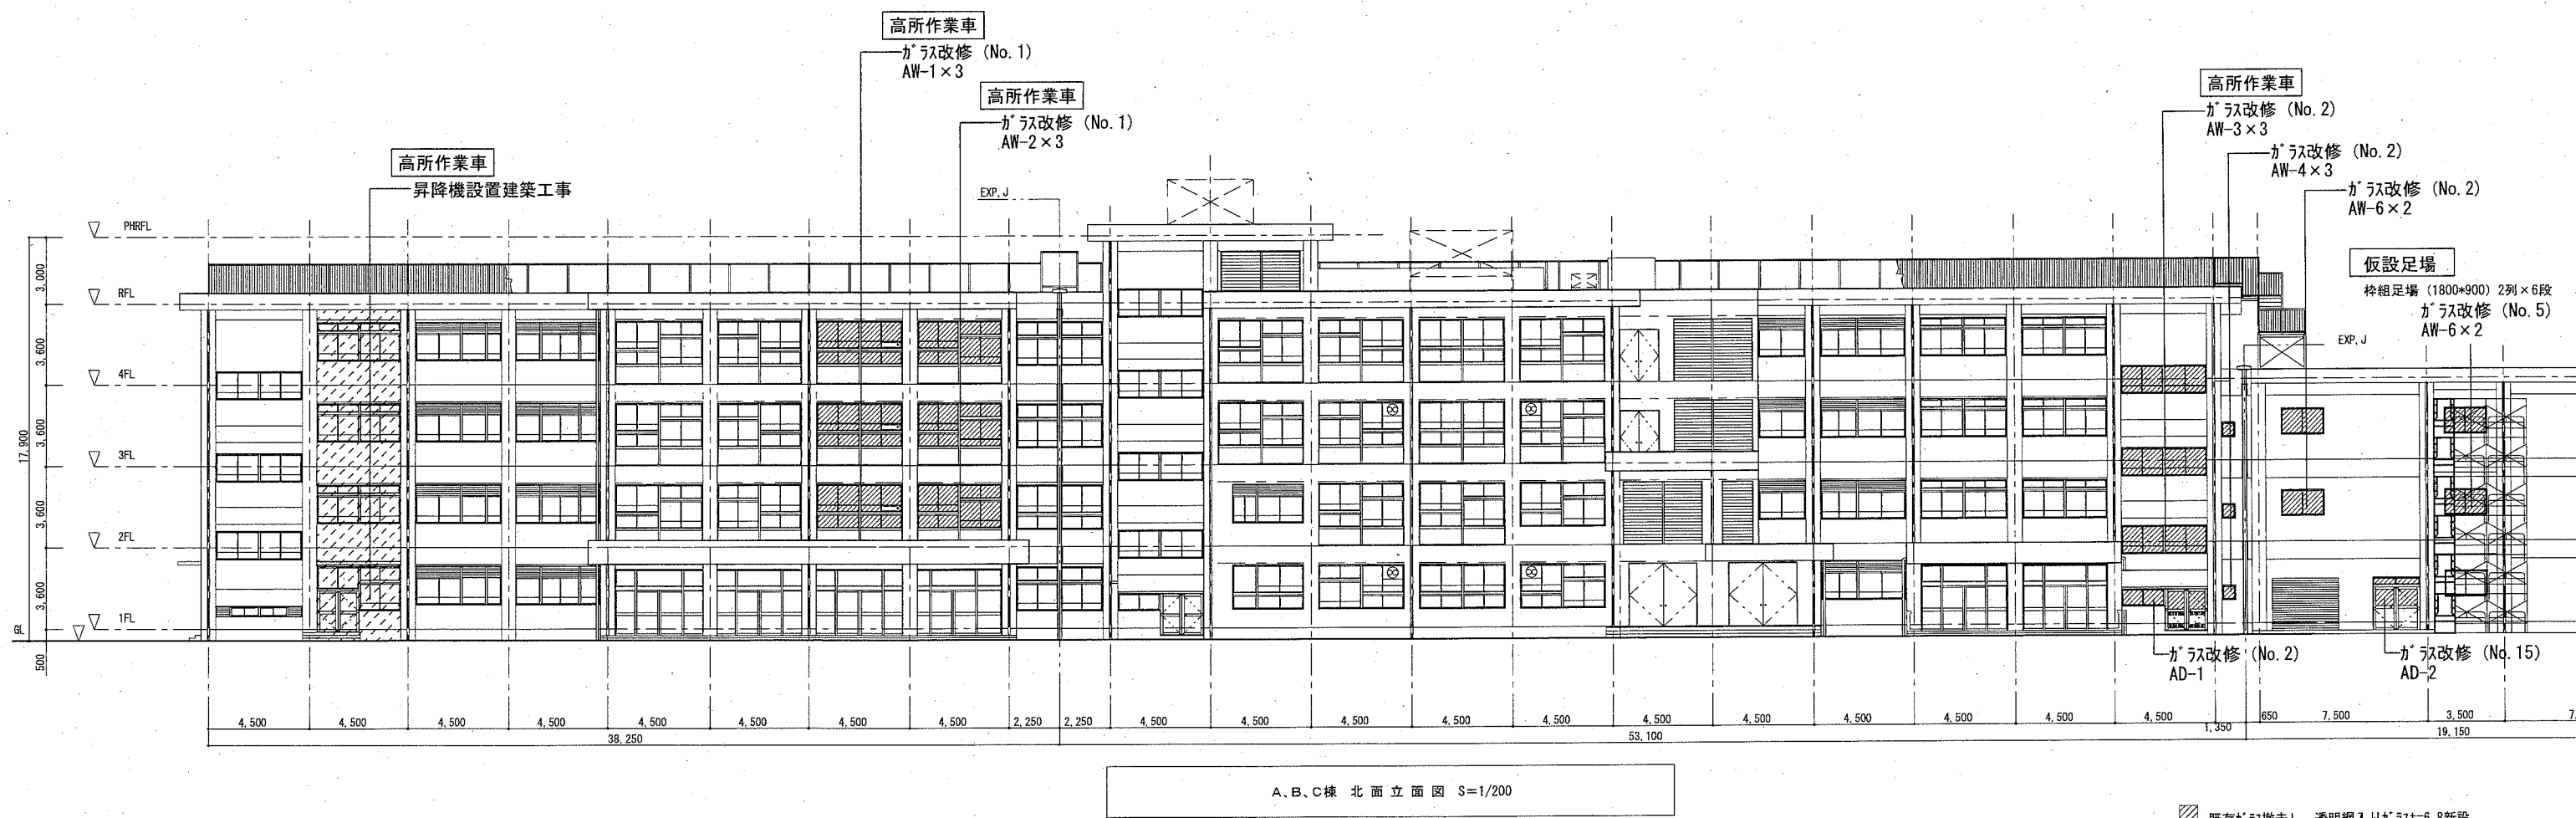 高所作業車
ガラス改修 (No. 1)
AW-1×3
高所作業車
ガラス改修 (No. 1)
AW-2×3
高所作業車
昇降機設置建築工事
EXP. J
高所作業車
ガラス改修 (No. 2)
AW-3×3
ガラス改修 (No. 2)
AW-4×3
ガラス改修 (No. 2)
AW-6×2
仮設足場
枠組足場 (1800*900) 2列×6段
ガラス改修 (No. 5)
AW-6×2
EXP. J
PHRFL
RFL
4FL
3FL
2FL
1FL
GL
3,000
3,600
3,600
3,600
3,600
17,900
500
ガラス改修 (No. 2)
AD-1
ガラス改修 (No. 15)
AD-2
4,500 4,500 4,500 4,500 4,500 4,500 4,500 4,500 2,250 2,250 4,500 4,500 4,500 4,500 4,500 4,500 4,500 4,500 4,500 4,500 4,500 1,350 650 7,500 3,500
38,250 53,100 19,150
A、B、C棟 北面立面図 S=1/200